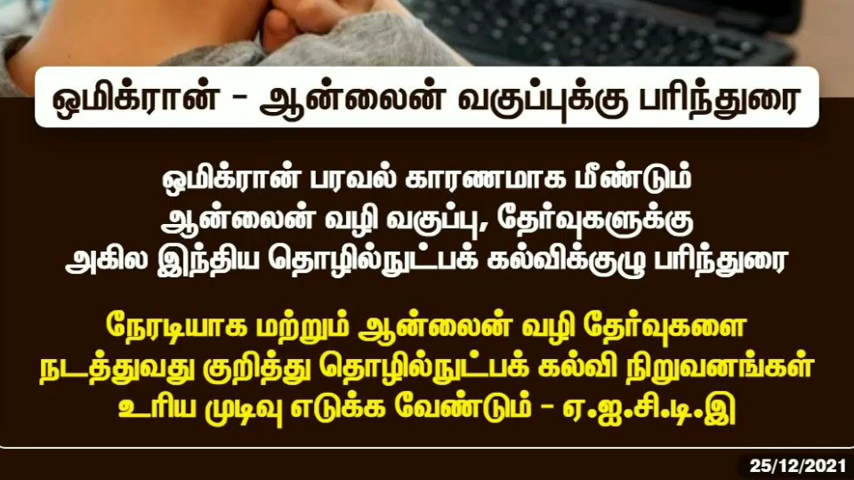 ஒமிக்ரான் - ஆன்லைன் வகுப்புக்கு பரிந்துரை
ஒமிக்ரான் பரவல் காரணமாக மீண்டும்
ஆன்லைன் வழி வகுப்பு, தேர்வுகளுக்கு
அகில இந்திய தொழில்நுட்பக் கல்விக்குழு பரிந்துரை
நேரடியாக மற்றும் ஆன்லைன் வழி தேர்வுகளை
நடத்துவது குறித்து தொழில்நுட்பக் கல்வி நிறுவனங்கள்
உரிய முடிவு எடுக்க வேண்டும் - ஏ.ஐ.சி.டி.இ
25/12/2021